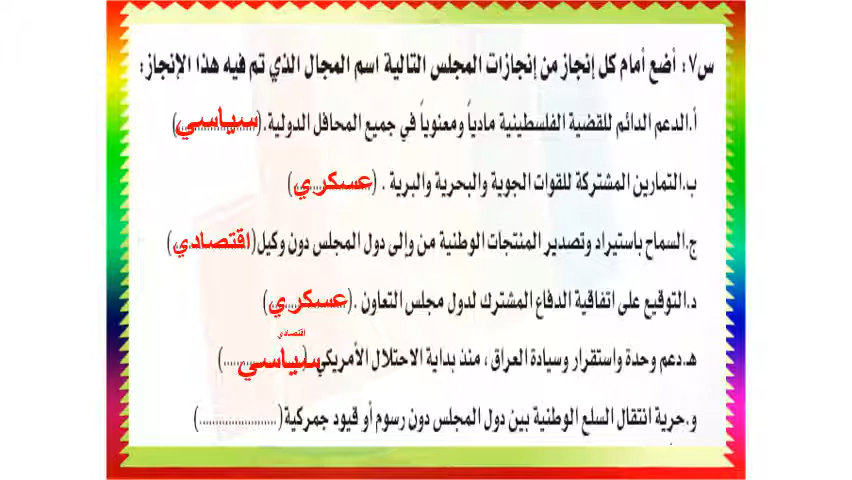 س٧: أضع أمام كل إنجاز من إنجازات المجلس التالية اسم المجال الذي تم فيه هذا الإنجاز:
أ.الدعم الدائم للقضية الفلسطينية مادياً ومعنوياً في جميع المحافل الدولية.(سياسي)
ب.التمارين المشتركة للقوات الجوية والبحرية والبرية . (عسكري)
ج.السماح باستيراد وتصدير المنتجات الوطنية من وإلى دول المجلس دون وكيل(اقتصادي)
د.التوقيع على اتفاقية الدفاع المشترك لدول مجلس التعاون .(عسكري)
اقتصادي
هـ.دعم وحدة واستقرار وسيادة العراق ، منذ بداية الاحتلال الأمريكي (سياسي............)
و.حرية انتقال السلع الوطنية بين دول المجلس دون رسوم أو قيود جمركية(........................)